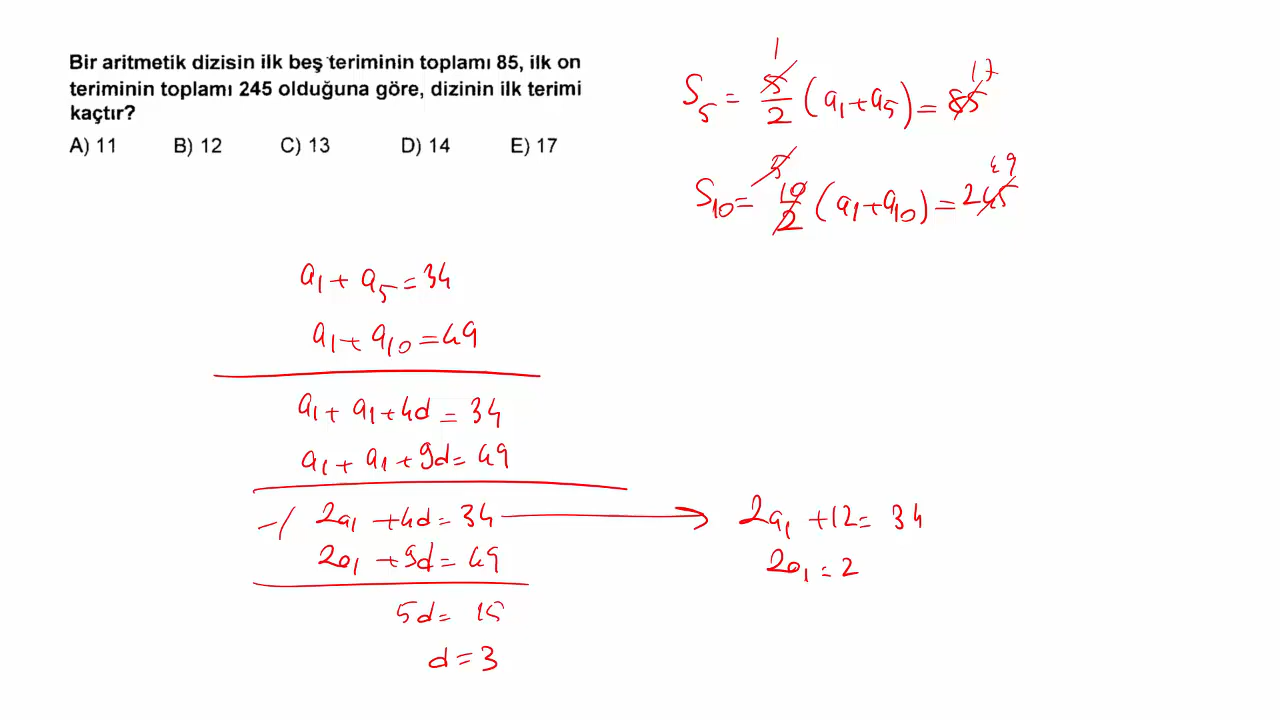 Bir aritmetik dizisin ilk beş teriminin toplamı 85, ilk on
teriminin toplamı 245 olduğuna göre, dizinin ilk terimi
kaçtır?
A) 11 B) 12 C) 13 D) 14 E) 17
1 17
S₅ = 5/2 (a₁+a₅) = 85
5 49
S₁₀ = 10/2 (a₁+a₁₀) = 245
a₁ + a₅ = 34
a₁ + a₁₀ = 49
a₁ + a₁ + 4d = 34
a₁ + a₁ + 9d = 49
-/ 2a₁ + 4d = 34 → 2a₁ + 12 = 34
2a₁ + 9d = 49 2a₁ = 2
5d = 15
d = 3